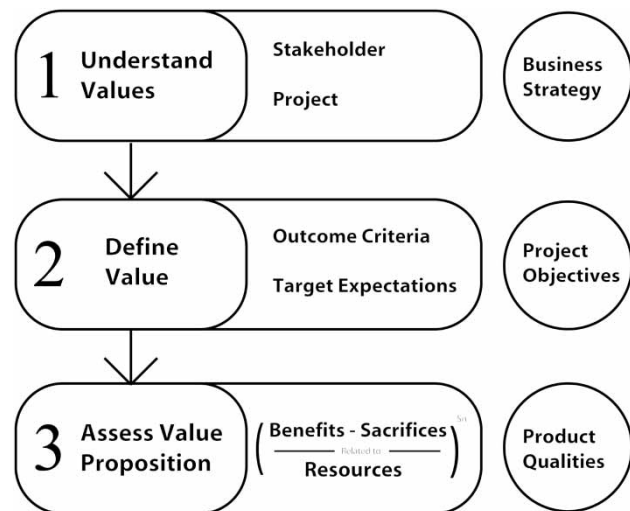 1 Understand Values
Stakeholder
Project
Business Strategy
2 Define Value
Outcome Criteria
Target Expectations
Project Objectives
3 Assess Value Proposition
( Benefits - Sacrifices
Related to
Resources )
Product Qualities